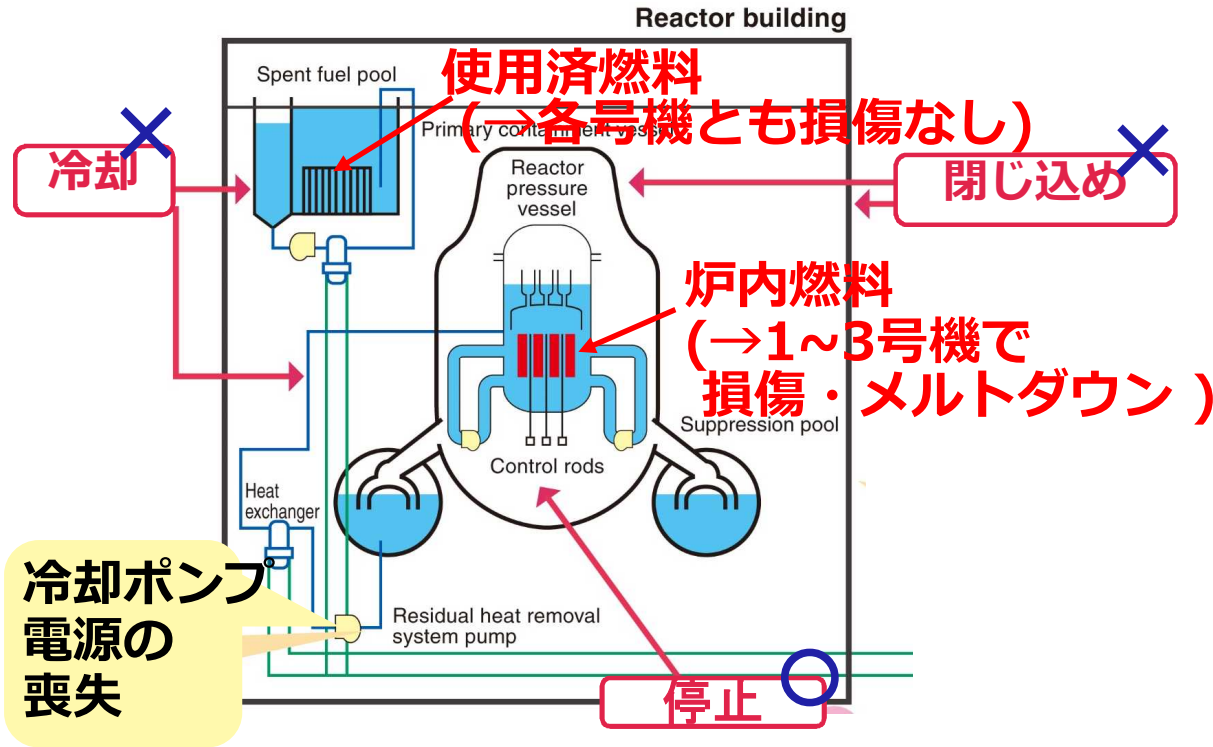 Reactor building
Spent fuel pool
使用済燃料
(→各号機とも損傷なし)
Primary containment vessel
冷却
Reactor
pressure
vessel
閉じ込め
炉内燃料
(→1~3号機で
損傷・メルトダウン )
Suppression pool
Control rods
Heat
exchanger
冷却ポンプ
電源の
喪失
Residual heat removal
system pump
停止